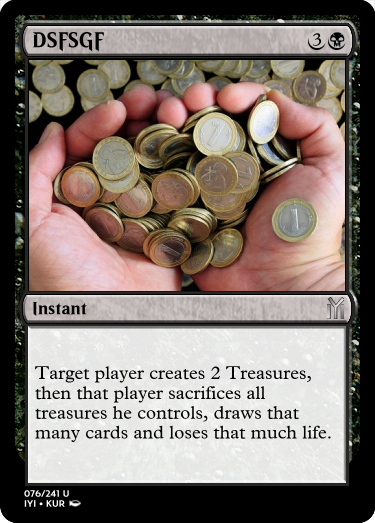 DSFSGF
3
Instant
Target player creates 2 Treasures,
then that player sacrifices all
treasures he controls, draws that
many cards and loses that much life.
076/241 U
IYI • KUR